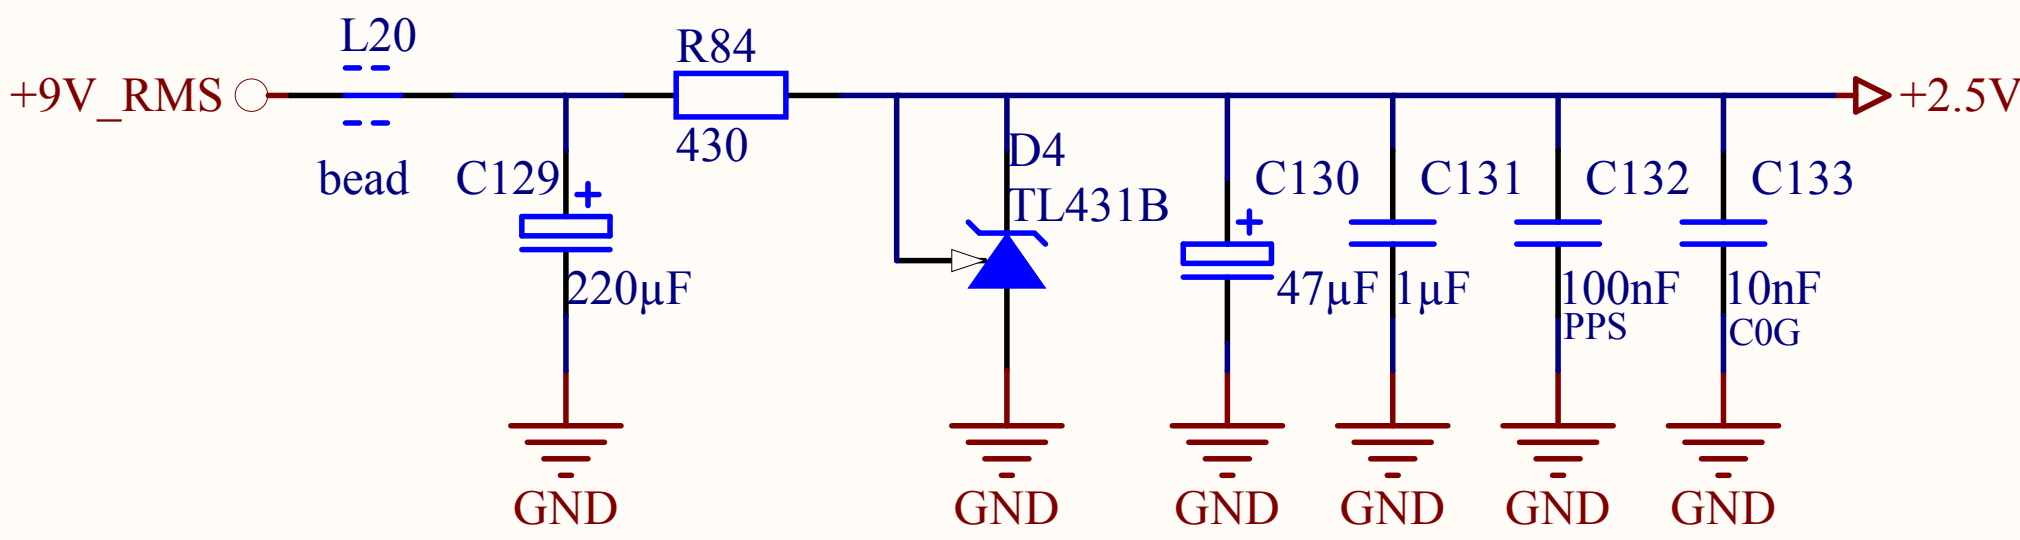 L20
R84
+9V_RMS
+2.5V
430
D4
bead
C129
C130
C131
C132
C133
+
TL431B
+
220µF
47µF
1µF
100nF
10nF
PPS
C0G
GND
GND
GND
GND
GND
GND